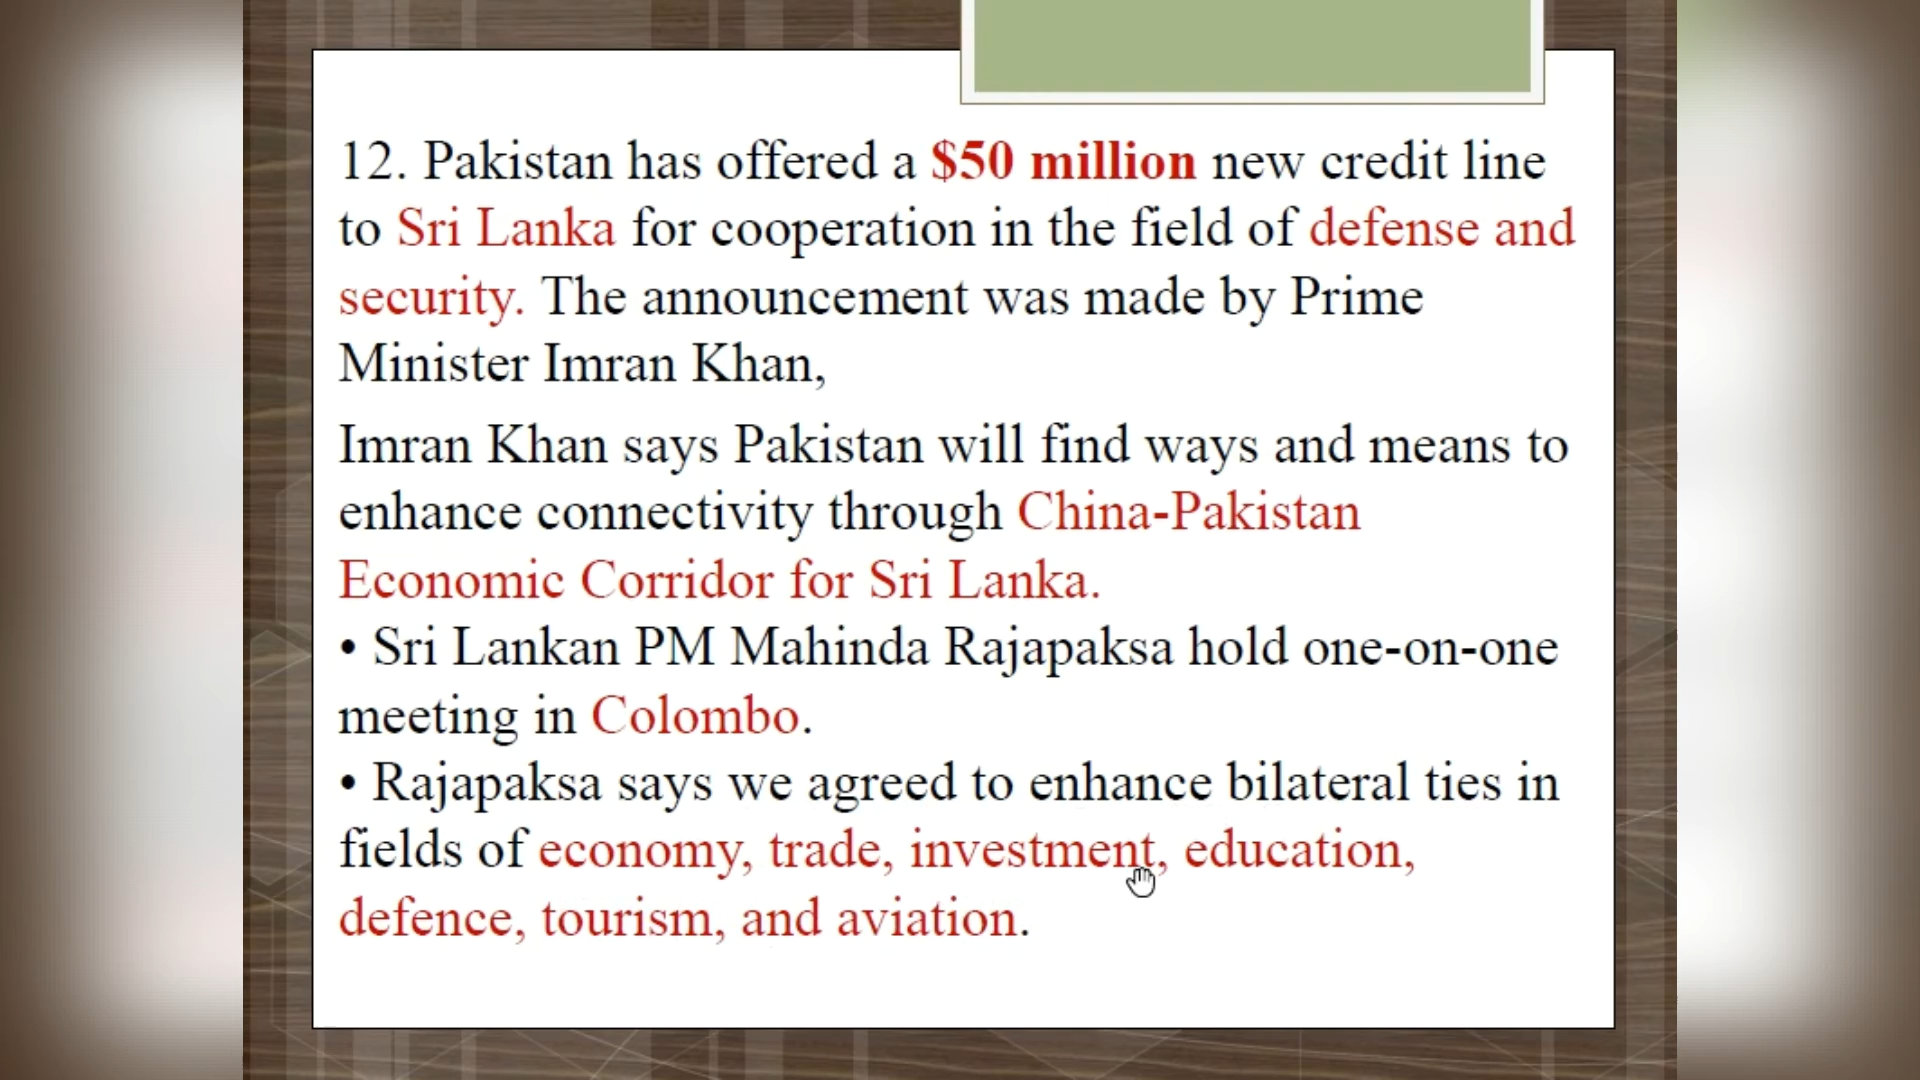 12. Pakistan has offered a $50 million new credit line
to Sri Lanka for cooperation in the field of defense and
security. The announcement was made by Prime
Minister Imran Khan,
Imran Khan says Pakistan will find ways and means to
enhance connectivity through China-Pakistan
Economic Corridor for Sri Lanka.
• Sri Lankan PM Mahinda Rajapaksa hold one-on-one
meeting in Colombo.
• Rajapaksa says we agreed to enhance bilateral ties in
fields of economy, trade, investment, education,
defence, tourism, and aviation.